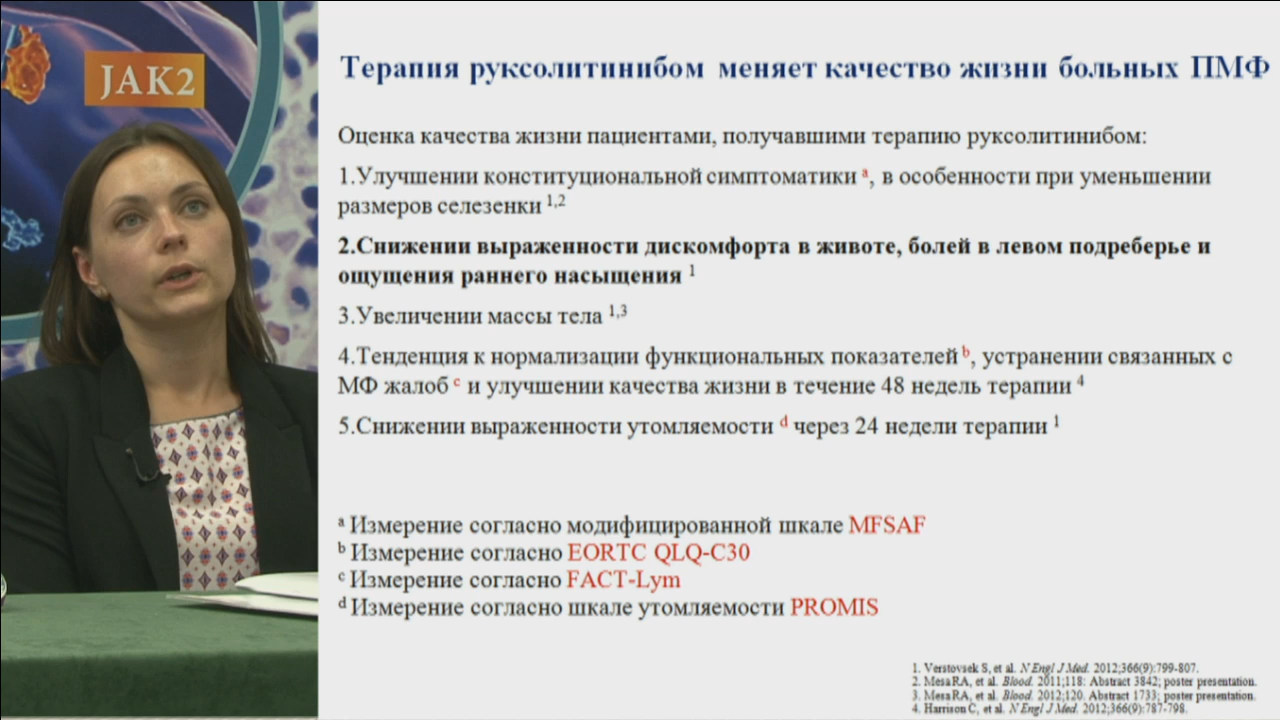 JAK2
Терапия руксолитинибом меняет качество жизни больных ПМФ
Оценка качества жизни пациентами, получавшими терапию руксолитинибом:
1.Улучшении конституциональной симптоматики ᵃ, в особенности при уменьшении
размеров селезенки 1,2
2.Снижении выраженности дискомфорта в животе, болей в левом подреберье и
ощущения раннего насыщения 1
3.Увеличении массы тела 1,3
4.Тенденция к нормализации функциональных показателей ᵇ, устранении связанных с
МФ жалоб ᶜ и улучшении качества жизни в течение 48 недель терапии 4
5.Снижении выраженности утомляемости ᵈ через 24 недели терапии 1
ᵃ Измерение согласно модифицированной шкале MFSAF
ᵇ Измерение согласно EORTC QLQ-C30
ᶜ Измерение согласно FACT-Lym
ᵈ Измерение согласно шкале утомляемости PROMIS
1. Verstovsek S, et al. N Engl J Med. 2012;366(9):799-807.
2. Mesa RA, et al. Blood. 2011;118: Abstract 3842; poster presentation.
3. Mesa RA, et al. Blood. 2012;120. Abstract 1733; poster presentation.
4. Harrison C, et al. N Engl J Med. 2012;366(9):787-798.